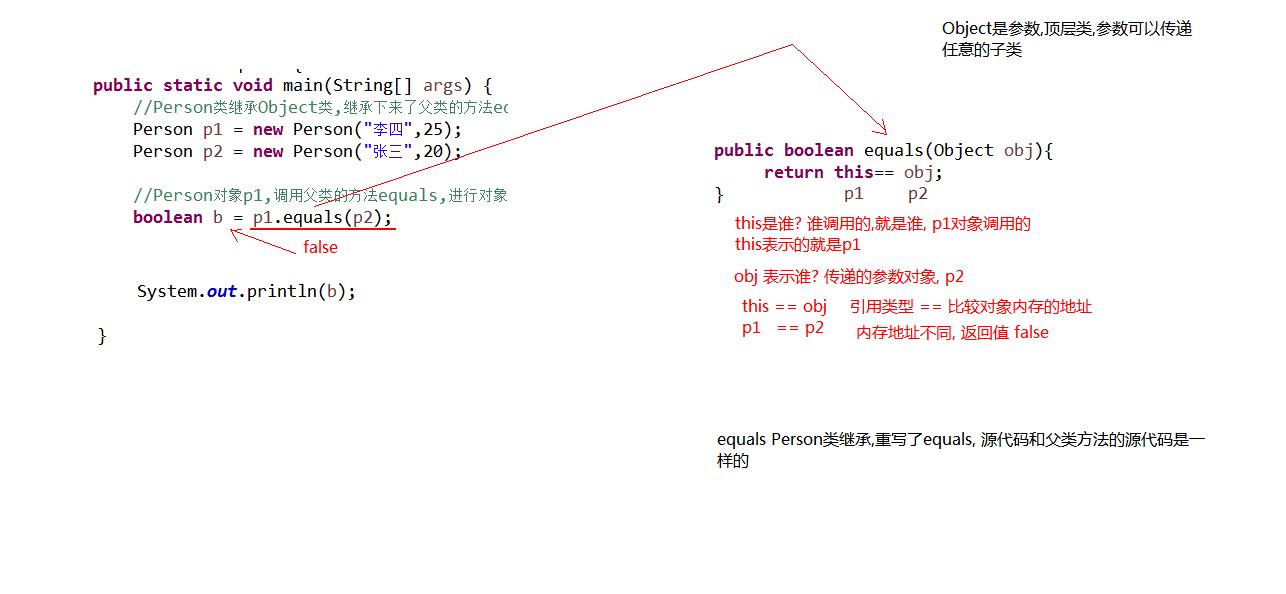 public static void main(String[] args) {
//Person类继承Object类,继承下来了父类的方法
Person p1 = new Person("李四",25);
Person p2 = new Person("张三",20);
//Person对象p1,调用父类的方法equals,进行对象
boolean b = p1.equals(p2);
false
System.out.println(b);
}
Object是参数,顶层类,参数可以传递
任意的子类
public boolean equals(Object obj){
return this== obj;
} p1 p2
this是谁? 谁调用的,就是谁, p1对象调用的
this表示的就是p1
obj 表示谁? 传递的参数对象, p2
this == obj 引用类型 == 比较对象内存的地址
p1 == p2 内存地址不同, 返回值 false
equals Person类继承,重写了equals, 源代码和父类方法的源代码是一
样的